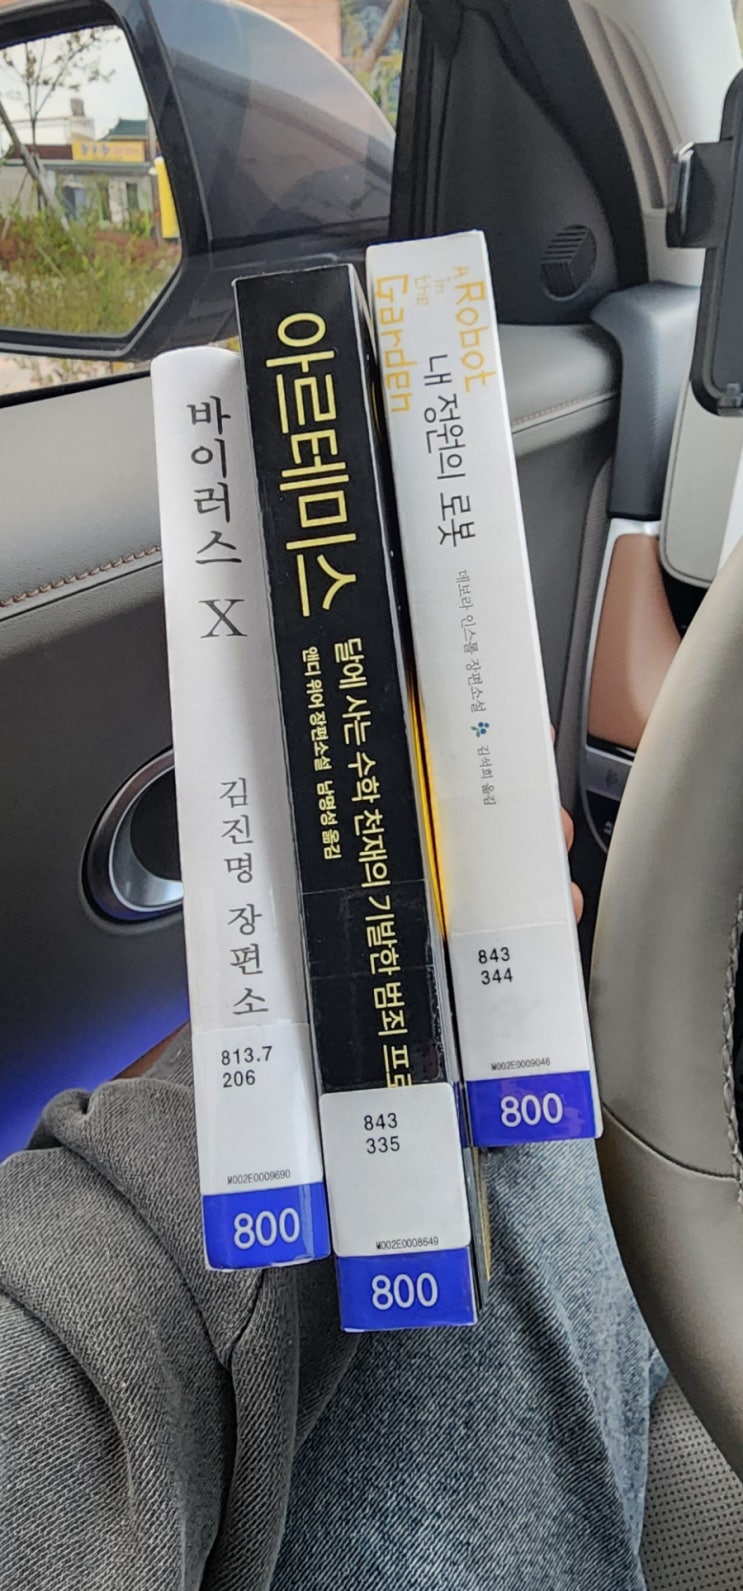 바이러스 X
김진명 장편소
813.7
206
M002E0009690
800
아르테미스
달에 사는 수학 천재의 기발한 범죄 프로
앤디 위어 장편소설 남명성 옮김
843
335
M002E0008649
800
A Robot
in
the
Garden
내 정원의 로봇
데보라 인스톨 장편소설 김석희 옮김
843
344
M002E0009046
800